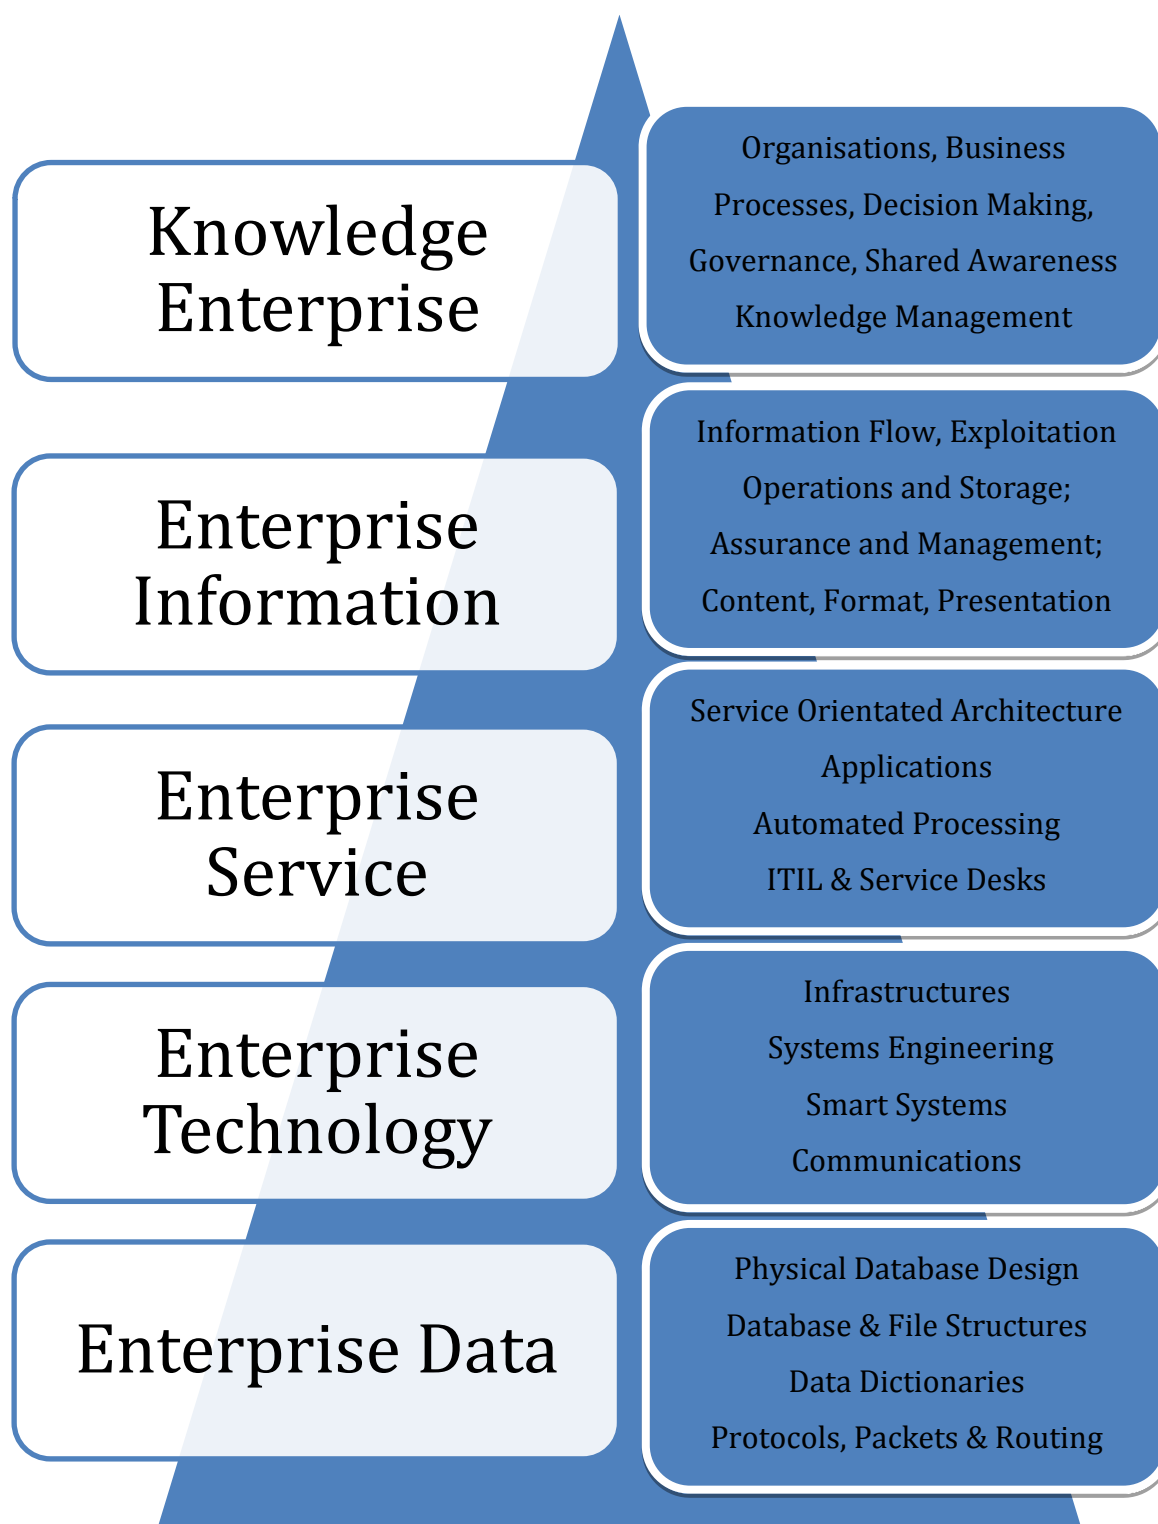 Knowledge
Enterprise
Organisations, Business
Processes, Decision Making,
Governance, Shared Awareness
Knowledge Management
Enterprise
Information
Information Flow, Exploitation
Operations and Storage;
Assurance and Management;
Content, Format, Presentation
Enterprise
Service
Service Orientated Architecture
Applications
Automated Processing
ITIL & Service Desks
Enterprise
Technology
Infrastructures
Systems Engineering
Smart Systems
Communications
Enterprise Data
Physical Database Design
Database & File Structures
Data Dictionaries
Protocols, Packets & Routing